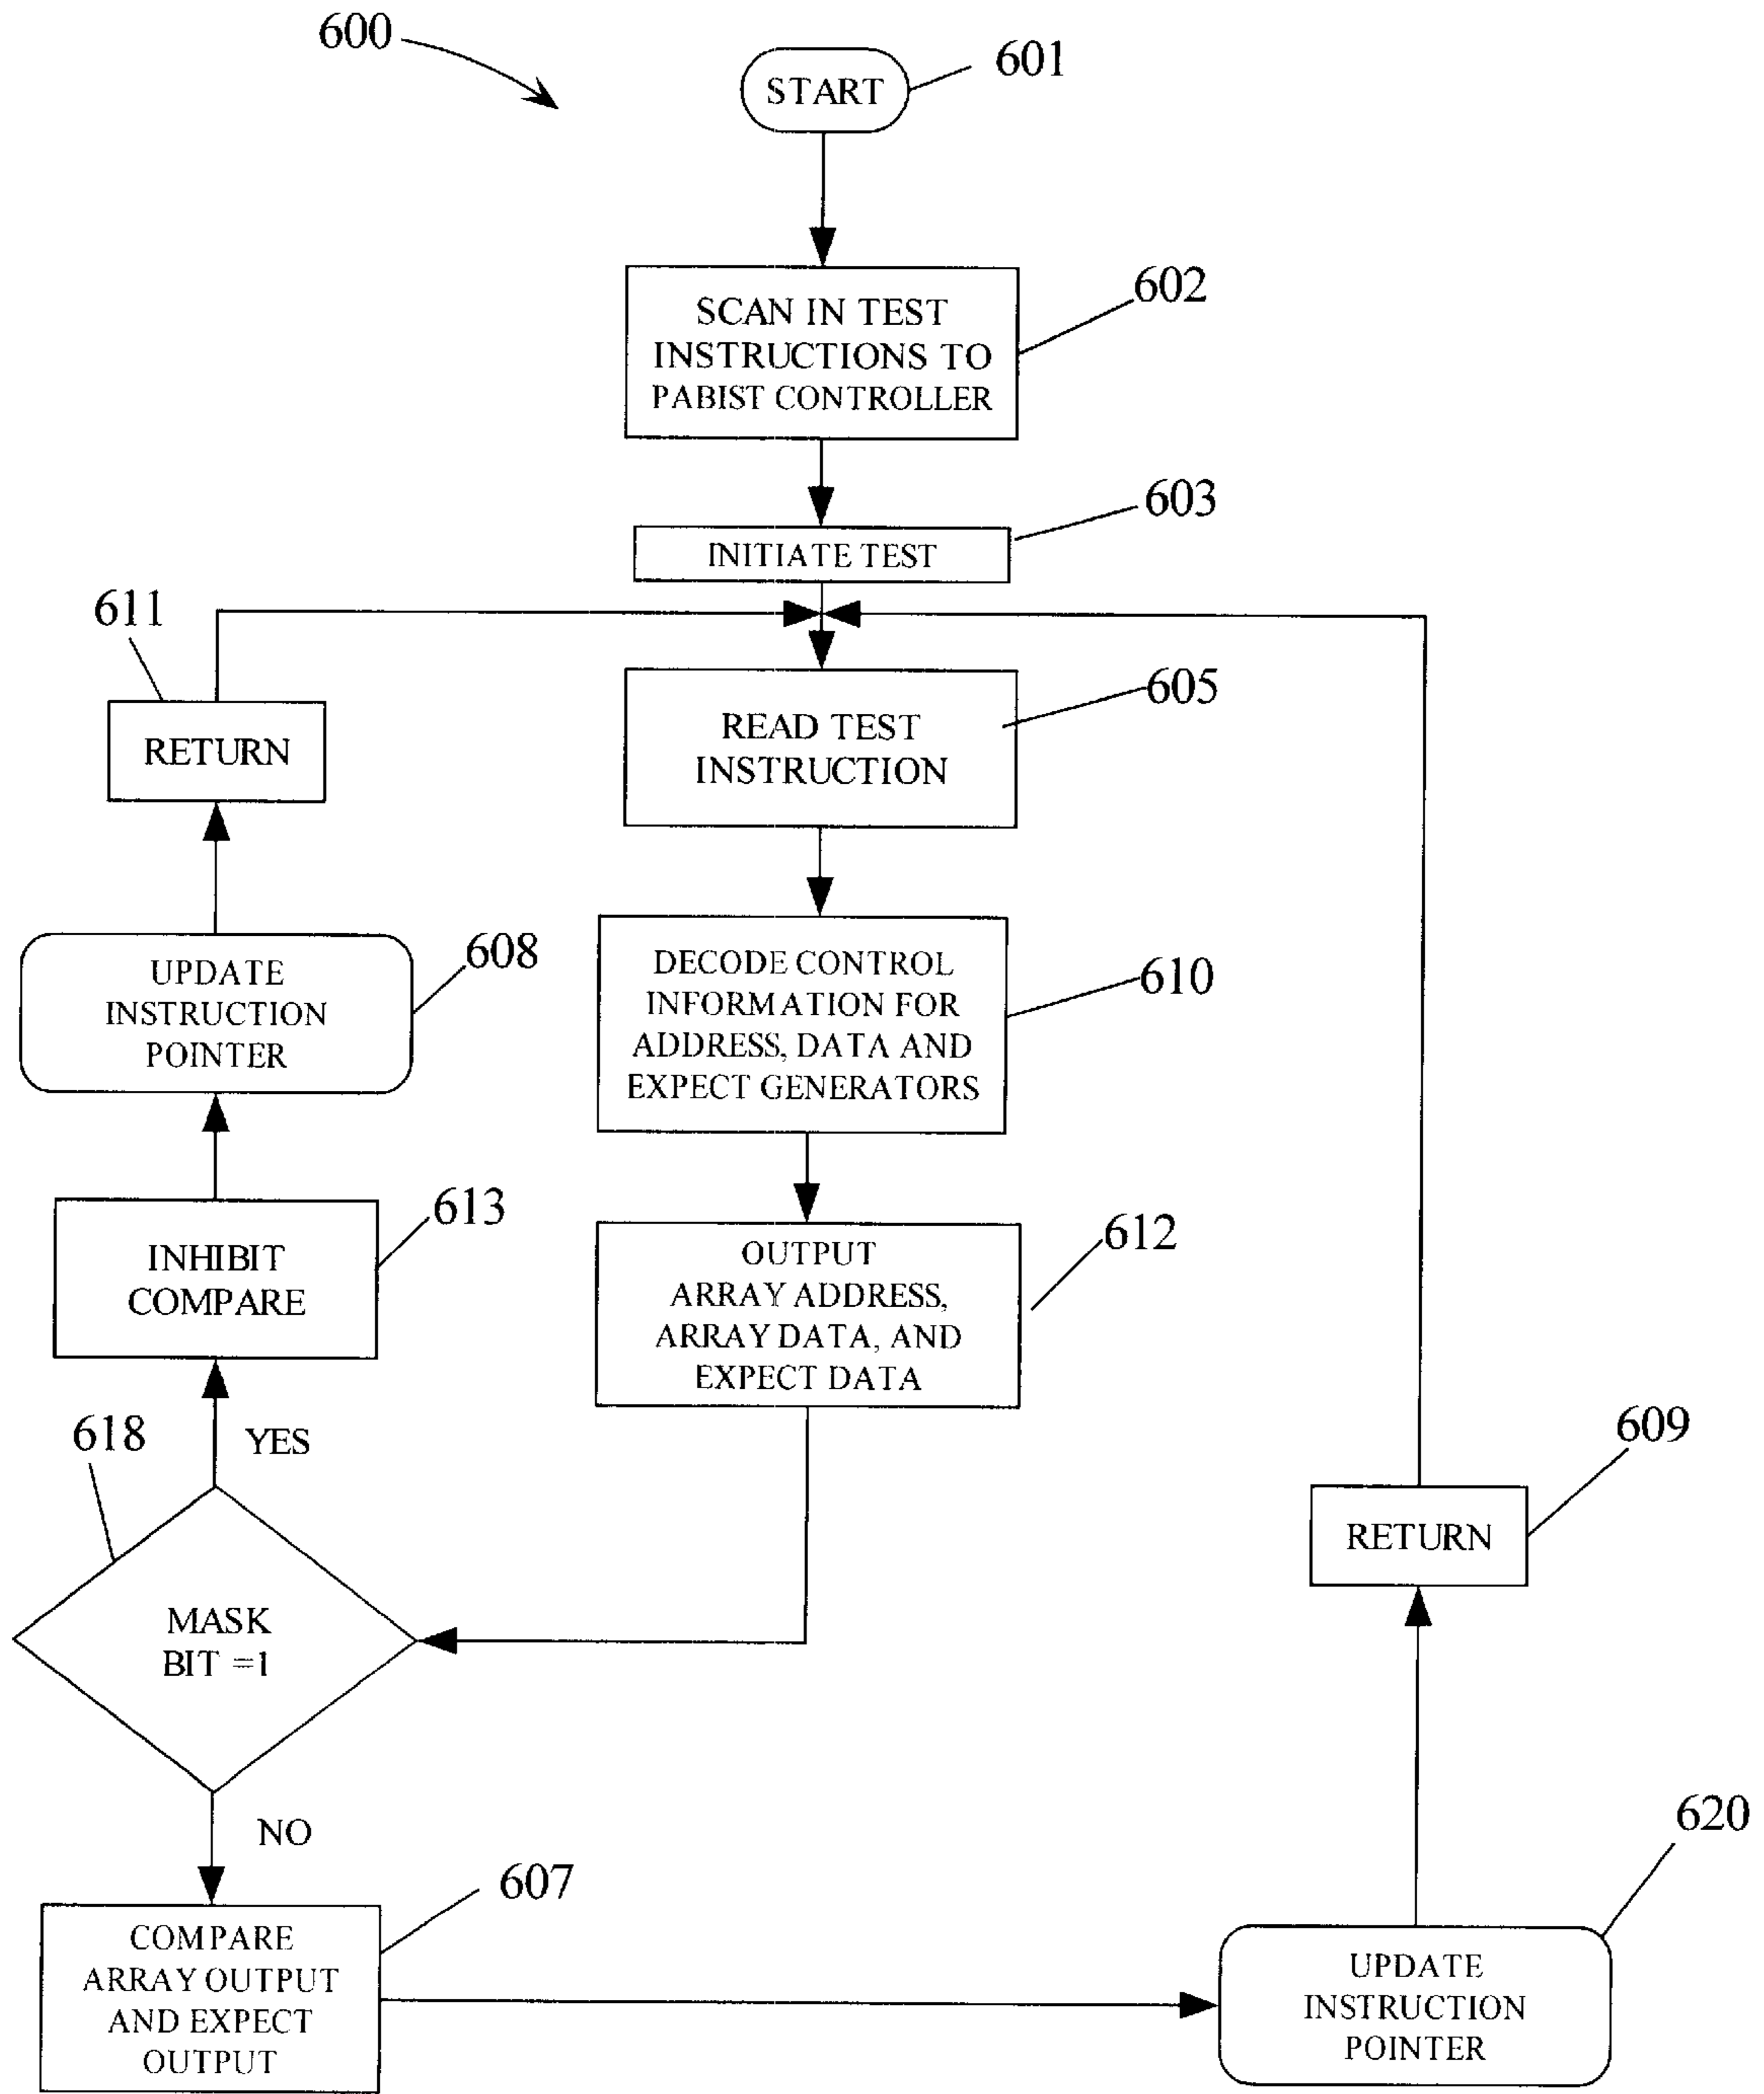 600
START
601
SCAN IN TEST
INSTRUCTIONS TO
PABIST CONTROLLER
602
INITIATE TEST
603
611
RETURN
READ TEST
INSTRUCTION
605
UPDATE
INSTRUCTION
POINTER
608
DECODE CONTROL
INFORMATION FOR
ADDRESS, DATA AND
EXPECT GENERATORS
610
INHIBIT
COMPARE
613
OUTPUT
ARRAY ADDRESS,
ARRAY DATA, AND
EXPECT DATA
612
618
YES
MASK
BIT =1
NO
609
RETURN
COMPARE
ARRAY OUTPUT
AND EXPECT
OUTPUT
607
UPDATE
INSTRUCTION
POINTER
620